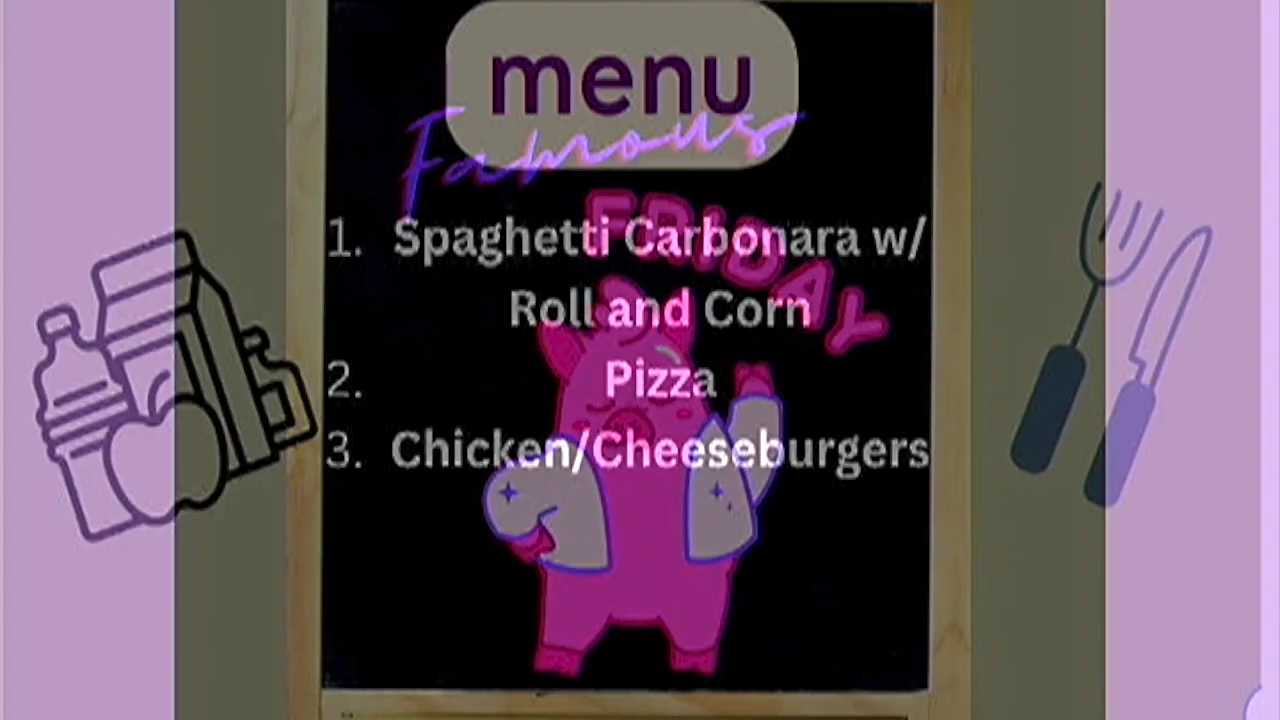 menu
Famous
FRIDAY
1. Spaghetti Carbonara w/
Roll and Corn
2. Pizza
3. Chicken/Cheeseburgers